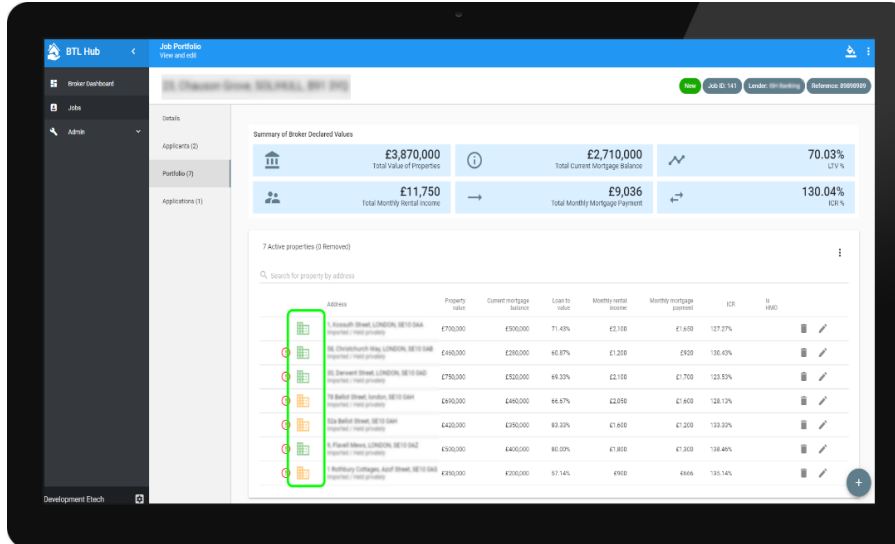 BTL Hub
Job Portfolio
View and edit
Broker Dashboard
Jobs
Admin
New
Job ID: 141
Lender:
Reference: 89898989
Details
Applicants (2)
Portfolio (7)
Applications (1)
Summary of Broker Declared Values
£3,870,000
Total Value of Properties
£2,710,000
Total Current Mortgage Balance
70.03%
LTV %
£11,750
Total Monthly Rental Income
£9,036
Total Monthly Mortgage Payment
130.04%
ICR %
7 Active properties (0 Removed)
Search for property by address
Address Property value Current mortgage balance Loan to value Monthly rental income Monthly mortgage payment ICR Is HMO
£700,000 £500,000 71.43% £2,100 £1,650 127.27%
£460,000 £280,000 60.87% £1,200 £920 130.43%
£750,000 £520,000 69.33% £2,100 £1,700 123.53%
£690,000 £460,000 66.67% £2,050 £1,600 128.13%
£420,000 £350,000 83.33% £1,600 £1,200 133.33%
£500,000 £400,000 80.00% £1,800 £1,300 138.46%
£350,000 £200,000 57.14% £900 £666 135.14%
Development Etech